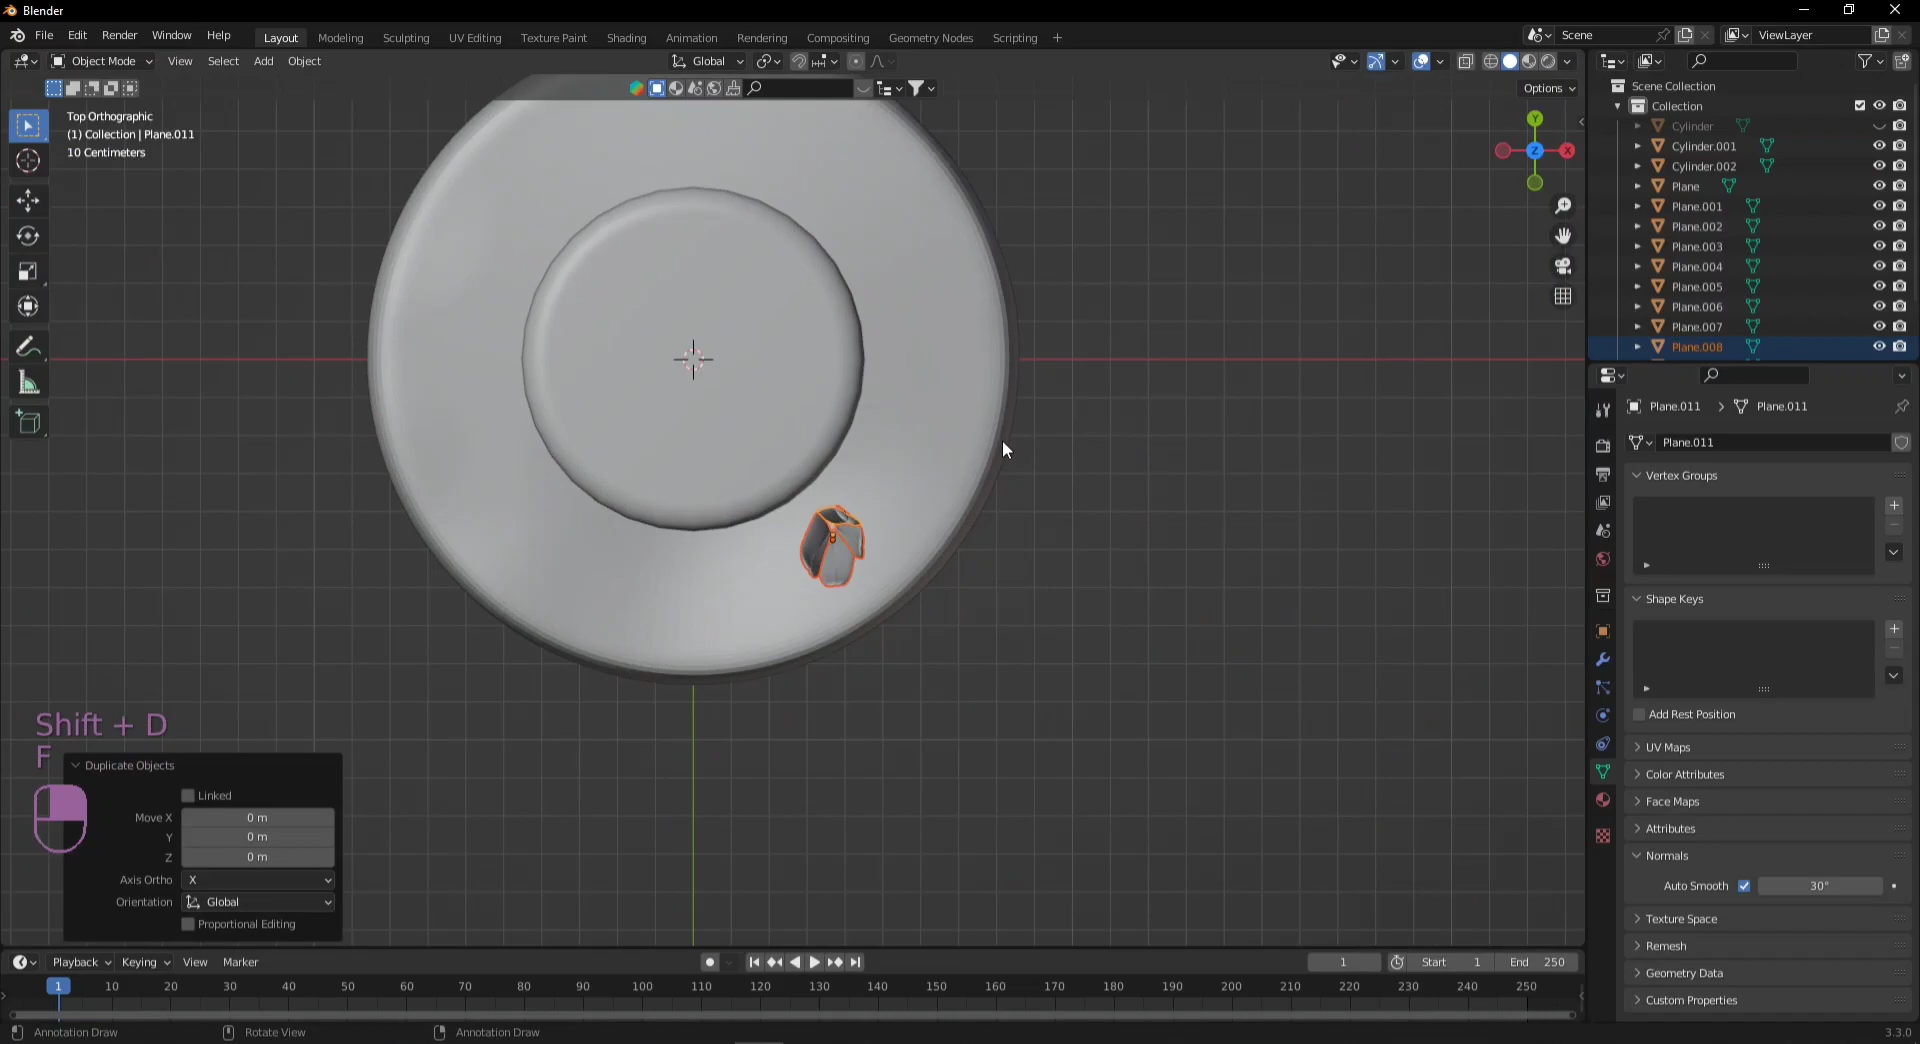 Blender
File Edit Render Window Help
Layout Modeling Sculpting UV Editing Texture Paint Shading Animation Rendering Compositing Geometry Nodes Scripting +
Scene
ViewLayer
Object Mode View Select Add Object
Global
Options
Top Orthographic
(1) Collection | Plane.011
10 Centimeters
Y
X
Z
Scene Collection
Collection
Cylinder
Cylinder.001
Cylinder.002
Plane
Plane.001
Plane.002
Plane.003
Plane.004
Plane.005
Plane.006
Plane.007
Plane.008
Plane.011 > Plane.011
Plane.011
Vertex Groups
Shape Keys
Add Rest Position
UV Maps
Color Attributes
Face Maps
Attributes
Normals
Auto Smooth 30°
Texture Space
Remesh
Geometry Data
Custom Properties
Shift + D
F
Duplicate Objects
Linked
Move X 0 m
Y 0 m
Z 0 m
Axis Ortho X
Orientation Global
Proportional Editing
Playback Keying View Marker
1
Start 1
End 250
1 10 20 30 40 50 60 70 80 90 100 110 120 130 140 150 160 170 180 190 200 210 220 230 240 250
Annotation Draw
Rotate View
Annotation Draw
3.3.0